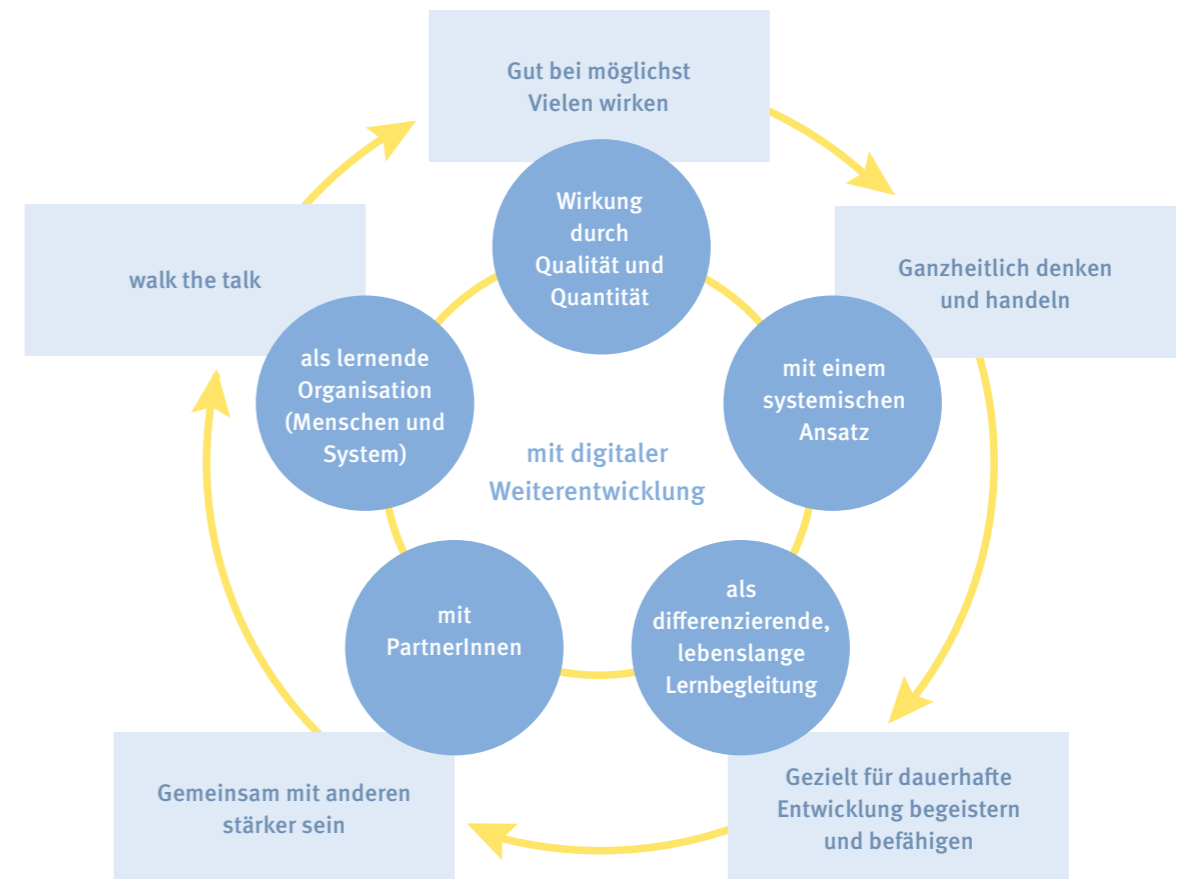 Gut bei möglichst
Vielen wirken
Wirkung
durch
Qualität und
Quantität
Ganzheitlich denken
und handeln
mit einem
systemischen
Ansatz
Gezielt für dauerhafte
Entwicklung begeistern
und befähigen
als
differenzierende,
lebenslange
Lernbegleitung
Gemeinsam mit anderen
stärker sein
mit
PartnerInnen
walk the talk
als lernende
Organisation
(Menschen und
System)
mit digitaler
Weiterentwicklung